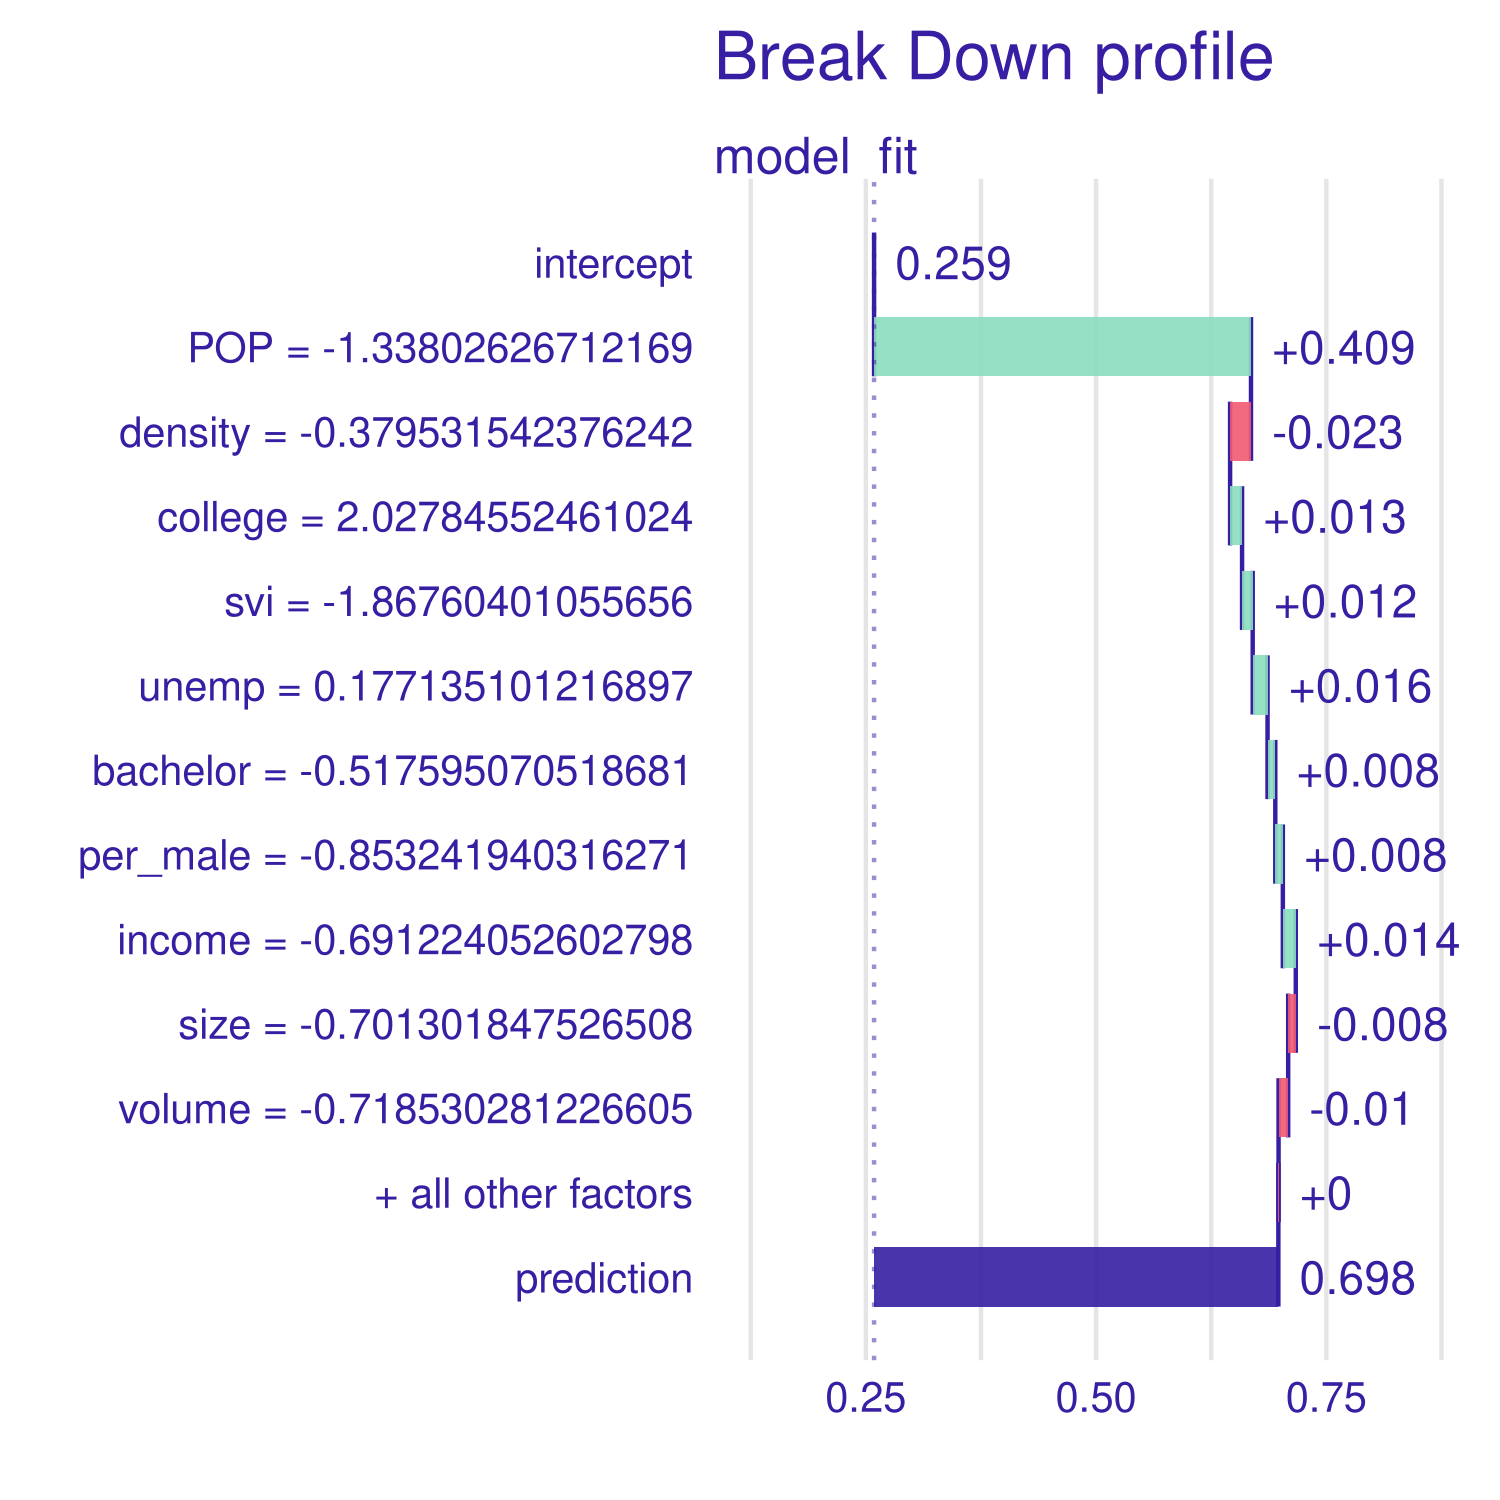 Break Down profile
model fit
intercept 0.259
POP = -1.33802626712169 +0.409
density = -0.379531542376242 -0.023
college = 2.02784552461024 +0.013
svi = -1.86760401055656 +0.012
unemp = 0.177135101216897 +0.016
bachelor = -0.517595070518681 +0.008
per_male = -0.853241940316271 +0.008
income = -0.691224052602798 +0.014
size = -0.701301847526508 -0.008
volume = -0.718530281226605 -0.01
+ all other factors +0
prediction 0.698
0.25 0.50 0.75